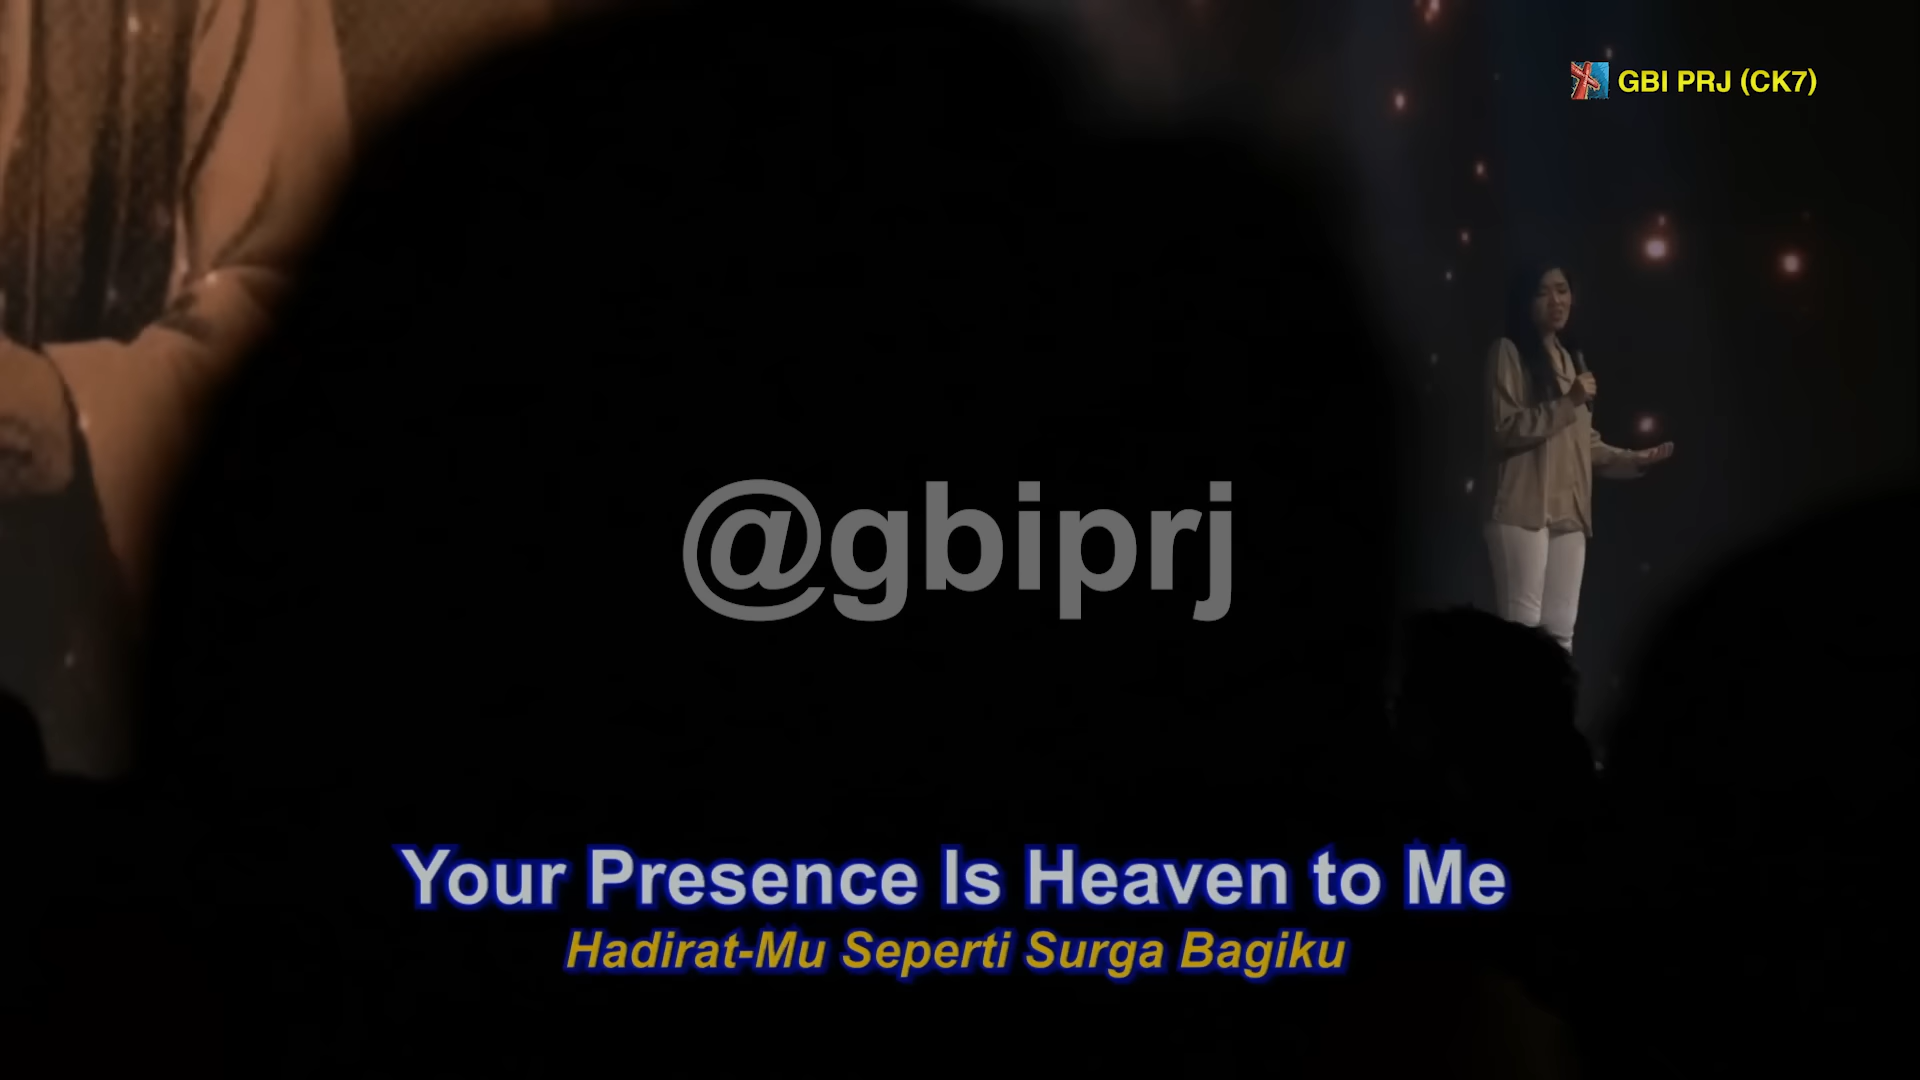 GBI PRJ (CK7)
@gbiprj
Your Presence Is Heaven to Me
Hadirat-Mu Seperti Surga Bagiku